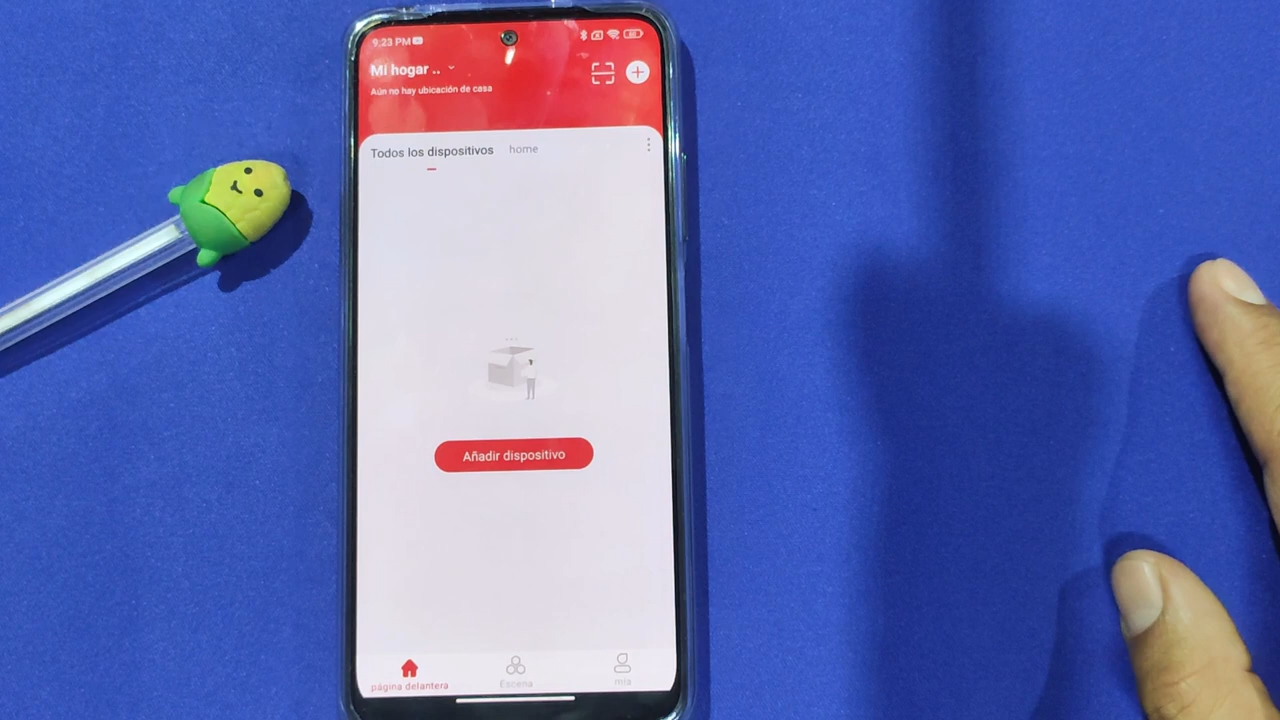 9:23 PM
Mi hogar ..
Aún no hay ubicación de casa
Todos los dispositivos home
Añadir dispositivo
página delantera Escena mía